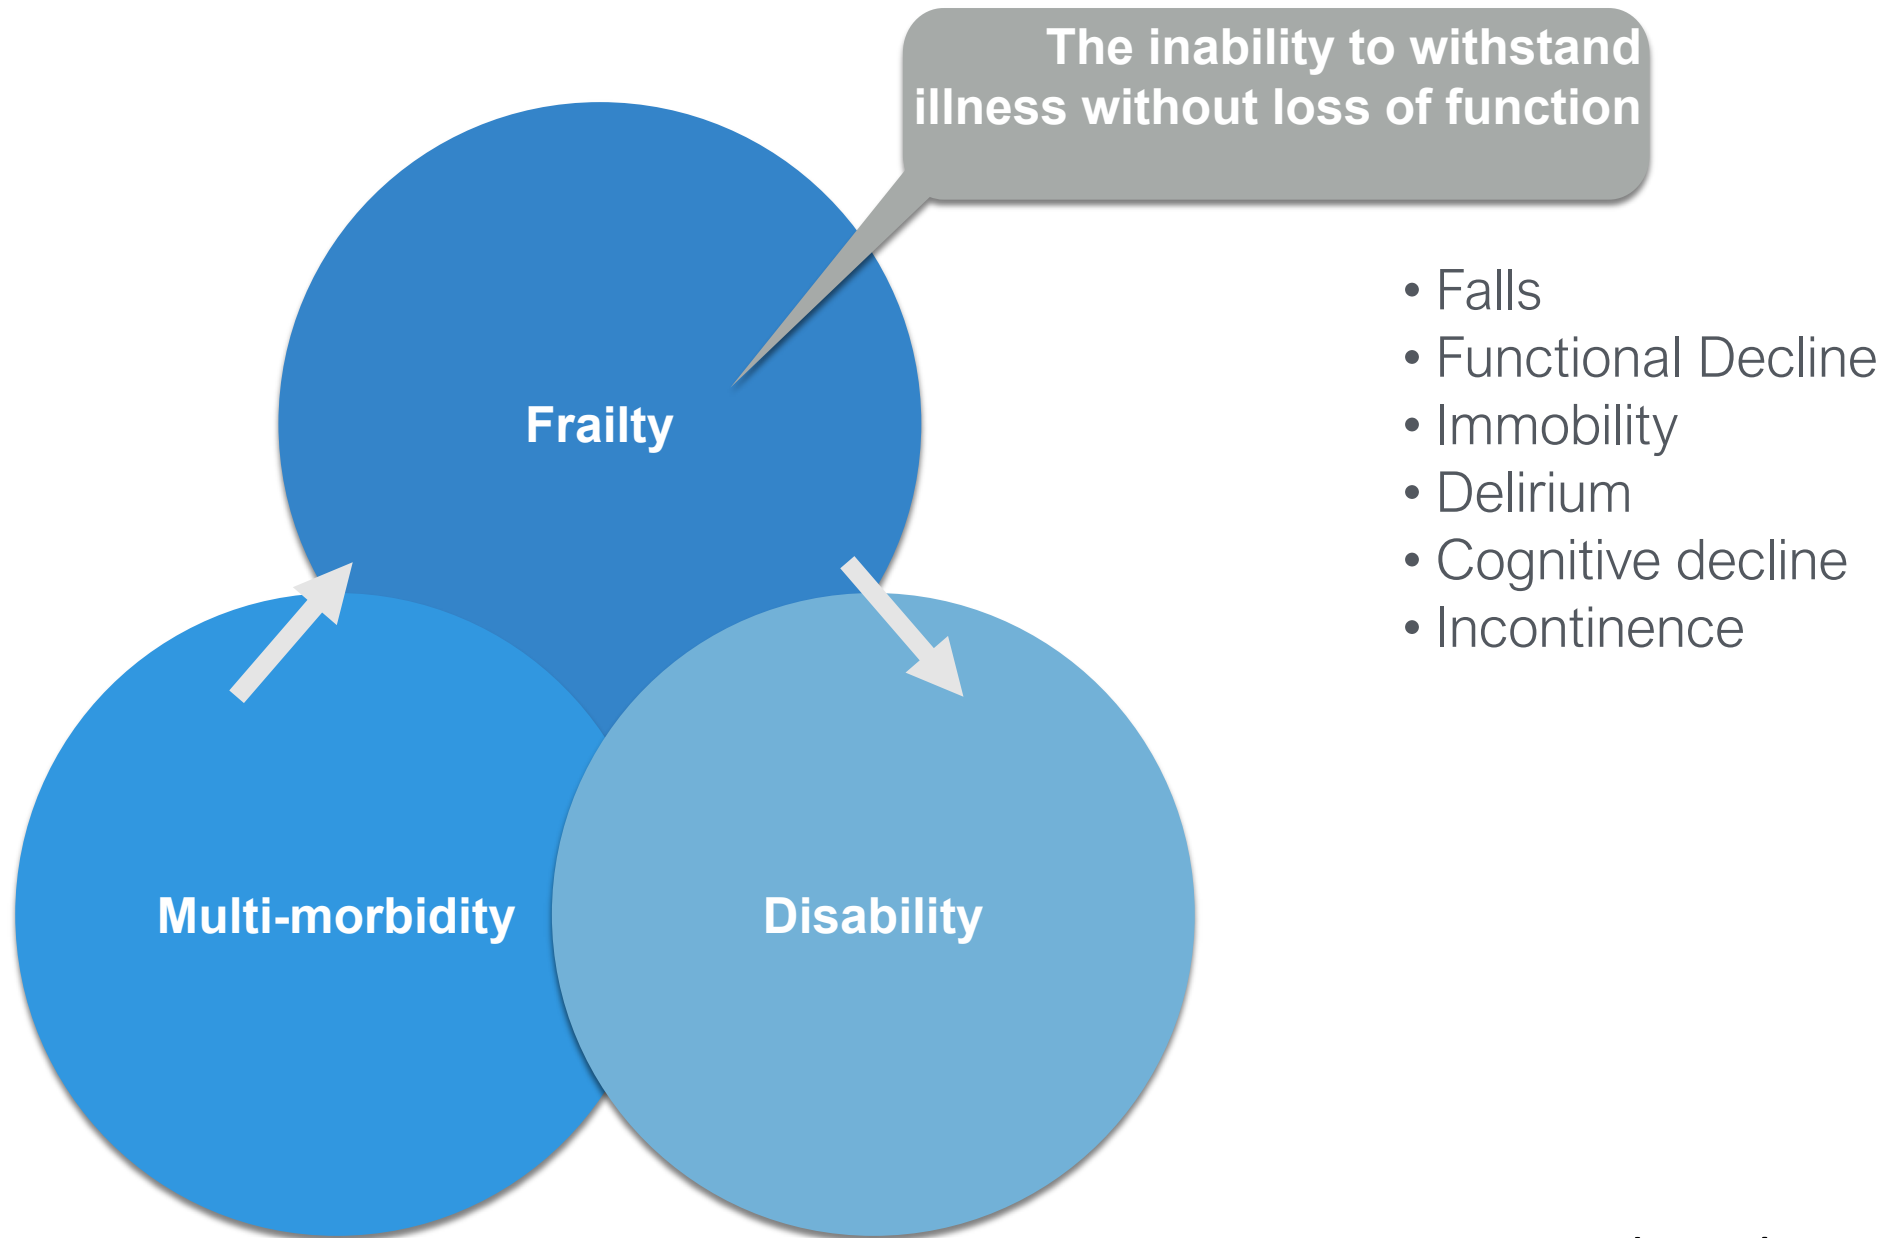 The inability to withstand
illness without loss of function
Frailty
• Falls
• Functional Decline
• Immobility
• Delirium
• Cognitive decline
• Incontinence
Multi-morbidity
Disability